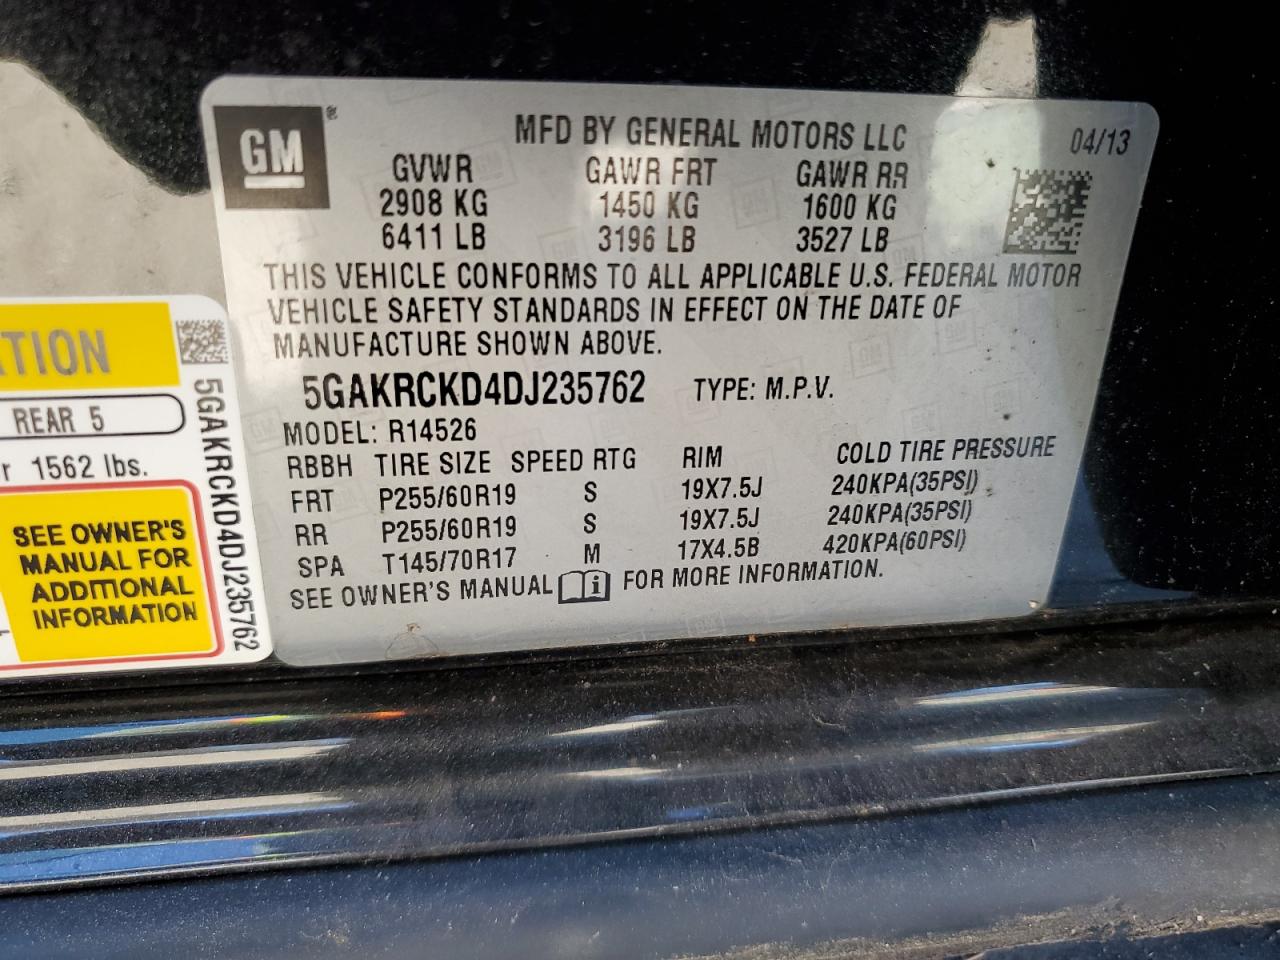 GM ®
MFD BY GENERAL MOTORS LLC 04/13
GVWR GAWR FRT GAWR RR
2908 KG 1450 KG 1600 KG
6411 LB 3196 LB 3527 LB
THIS VEHICLE CONFORMS TO ALL APPLICABLE U.S. FEDERAL MOTOR
VEHICLE SAFETY STANDARDS IN EFFECT ON THE DATE OF
MANUFACTURE SHOWN ABOVE.
5GAKRCKD4DJ235762 TYPE: M.P.V.
MODEL: R14526
RBBH TIRE SIZE SPEED RTG RIM COLD TIRE PRESSURE
FRT P255/60R19 S 19X7.5J 240KPA(35PSI)
RR P255/60R19 S 19X7.5J 240KPA(35PSI)
SPA T145/70R17 M 17X4.5B 420KPA(60PSI)
SEE OWNER'S MANUAL i FOR MORE INFORMATION.
REAR 5
1562 lbs.
SEE OWNER'S
MANUAL FOR
ADDITIONAL
INFORMATION
5GAKRCKD4DJ235762